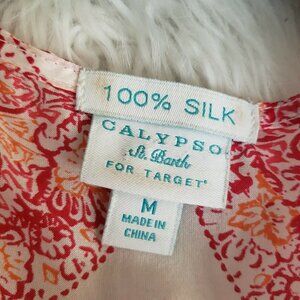 100% SILK
CALYPSO
St. Barth
FOR TARGET®
M
MADE IN
CHINA